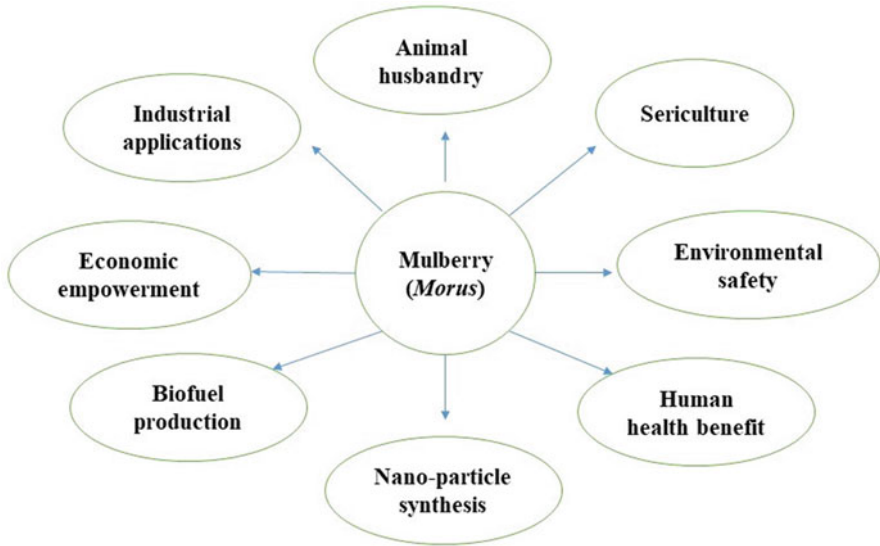 Animal
husbandry
Industrial
applications
Sericulture
Economic
empowerment
Mulberry
(Morus)
Environmental
safety
Biofuel
production
Human
health benefit
Nano-particle
synthesis